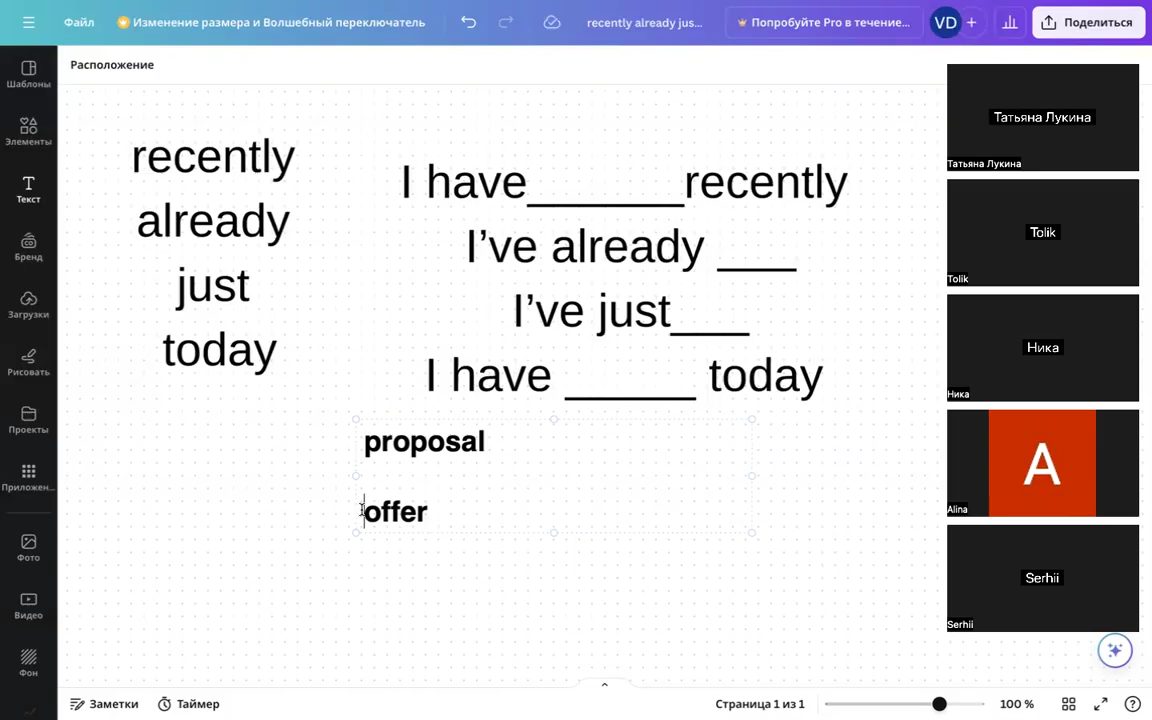 Файл
Изменение размера и Волшебный переключатель
recently already jus...
Попробуйте Pro в течение...
VD
Поделиться
Расположение
Шаблоны
Элементы
Текст
Бренд
Загрузки
Рисовать
Проекты
Приложен...
Фото
Видео
Фон
recently
already
just
today
I have______recently
I’ve already ___
I’ve just___
I have _____ today
proposal
offer
Татьяна Лукина
Татьяна Лукина
Tolik
Tolik
Ника
Ника
A
Alina
Serhii
Serhii
Заметки
Таймер
Страница 1 из 1
100 %